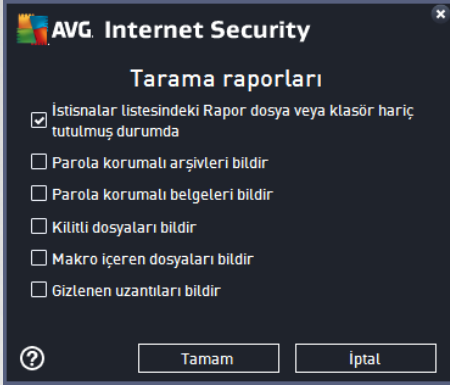 AVG Internet Security
Tarama raporları
İstisnalar listesindeki Rapor dosya veya klasör hariç
tutulmuş durumda
Parola korumalı arşivleri bildir
Parola korumalı belgeleri bildir
Kilitli dosyaları bildir
Makro içeren dosyaları bildir
Gizlenen uzantıları bildir
?
Tamam
İptal